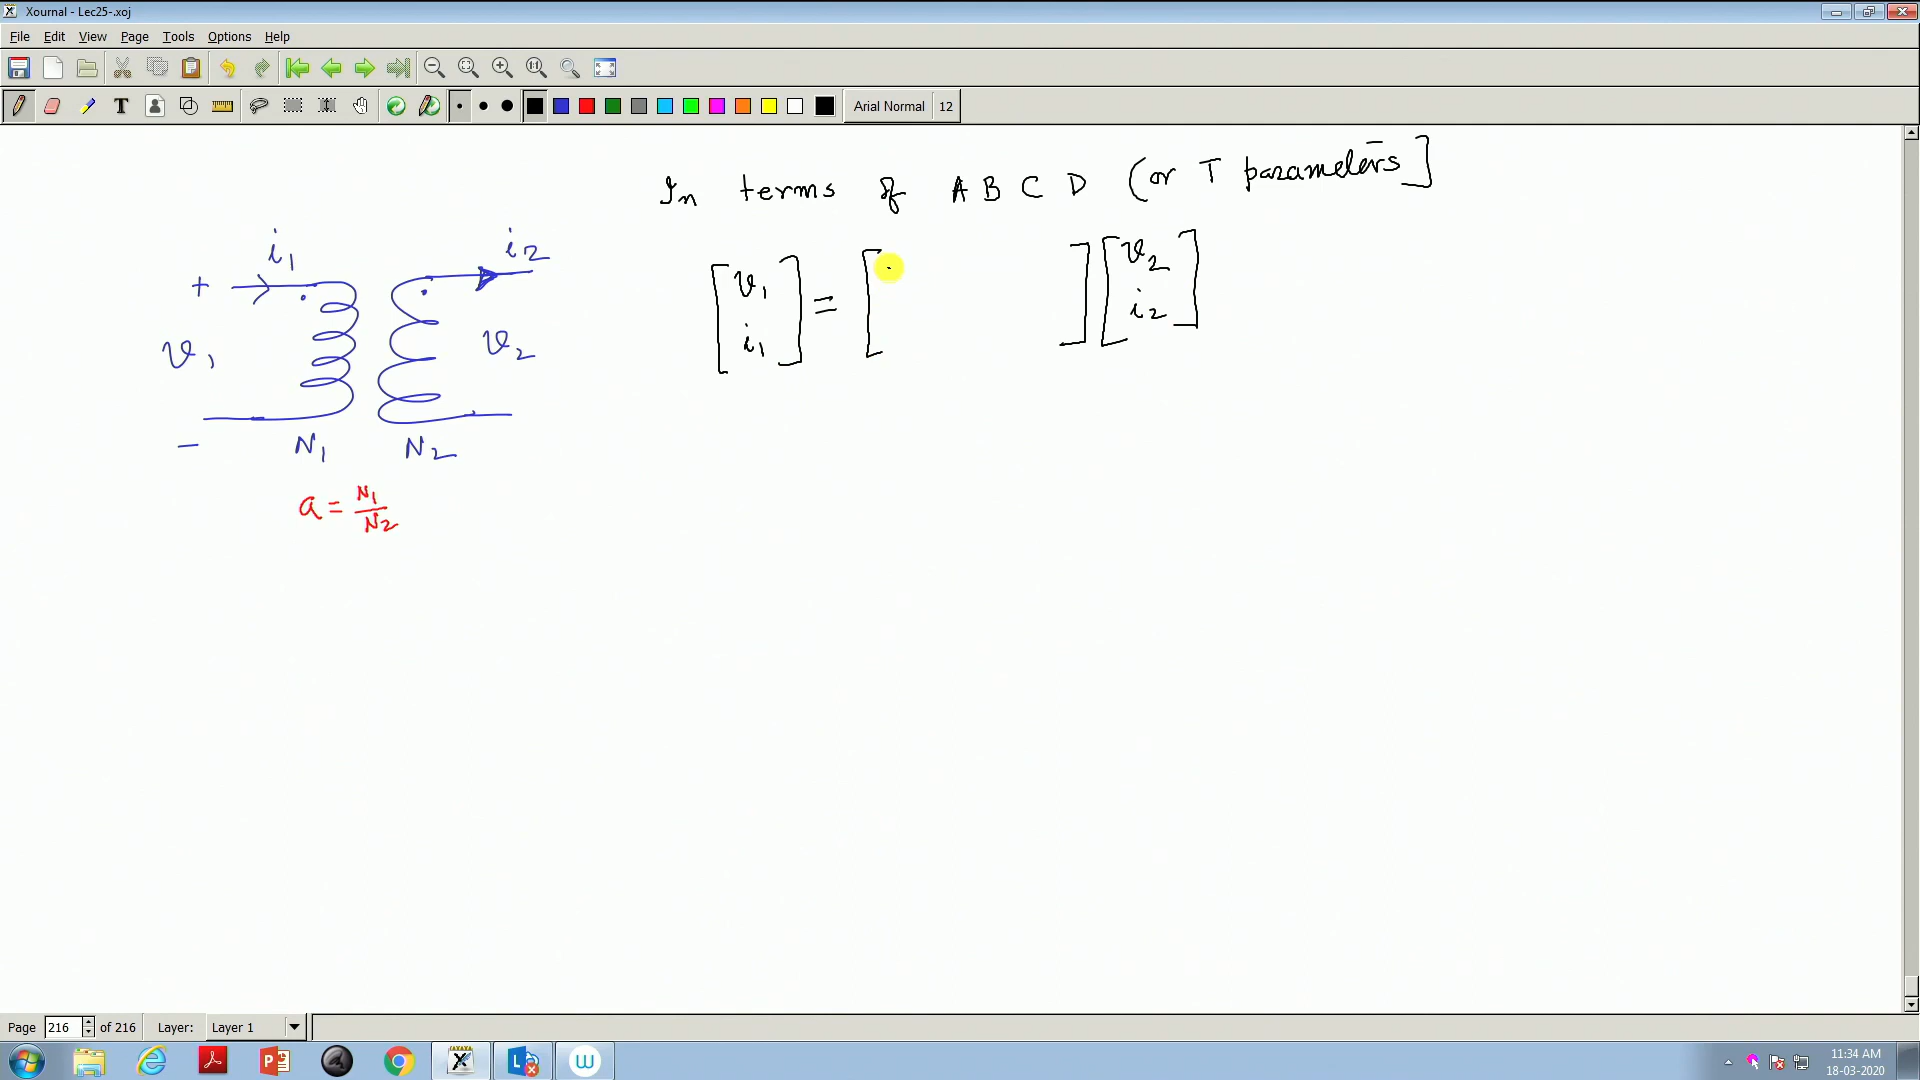 Xournal - Lec25-.xoj
File Edit View Page Tools Options Help
Arial Normal 12
In terms of A B C D (or T parameters]
i1 i2
+
v1 v2
-
N1 N2
a = N1/N2
[v1 i1] = [ ] [v2 i2]
Page 216 of 216 Layer: Layer 1
11:34 AM
18-03-2020